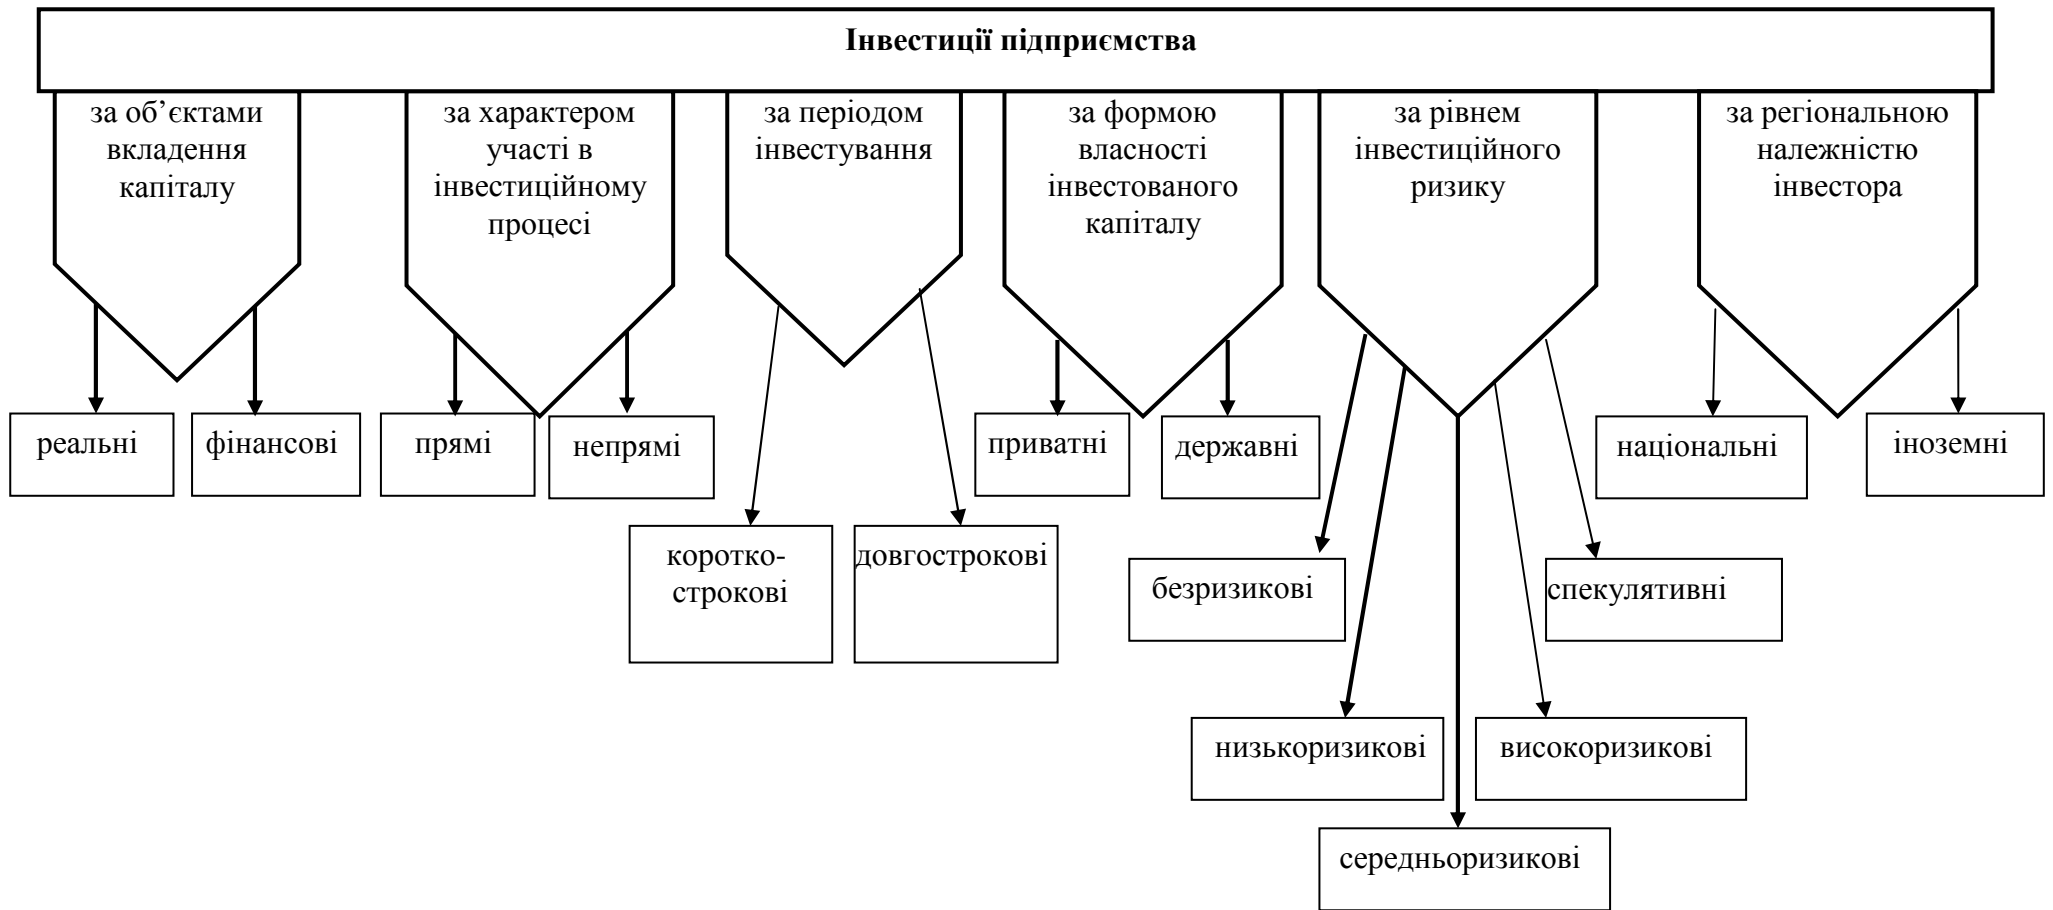 Інвестиції підприємства
за об’єктами
вкладення
капіталу
за характером
участі в
інвестиційному
процесі
за періодом
інвестування
за формою
власності
інвестованого
капіталу
за рівнем
інвестиційного
ризику
за регіональною
належністю
інвестора
реальні
фінансові
прямі
непрямі
приватні
державні
національні
іноземні
коротко-
строкові
довгострокові
безризикові
спекулятивні
низькоризикові
високоризикові
середньоризикові